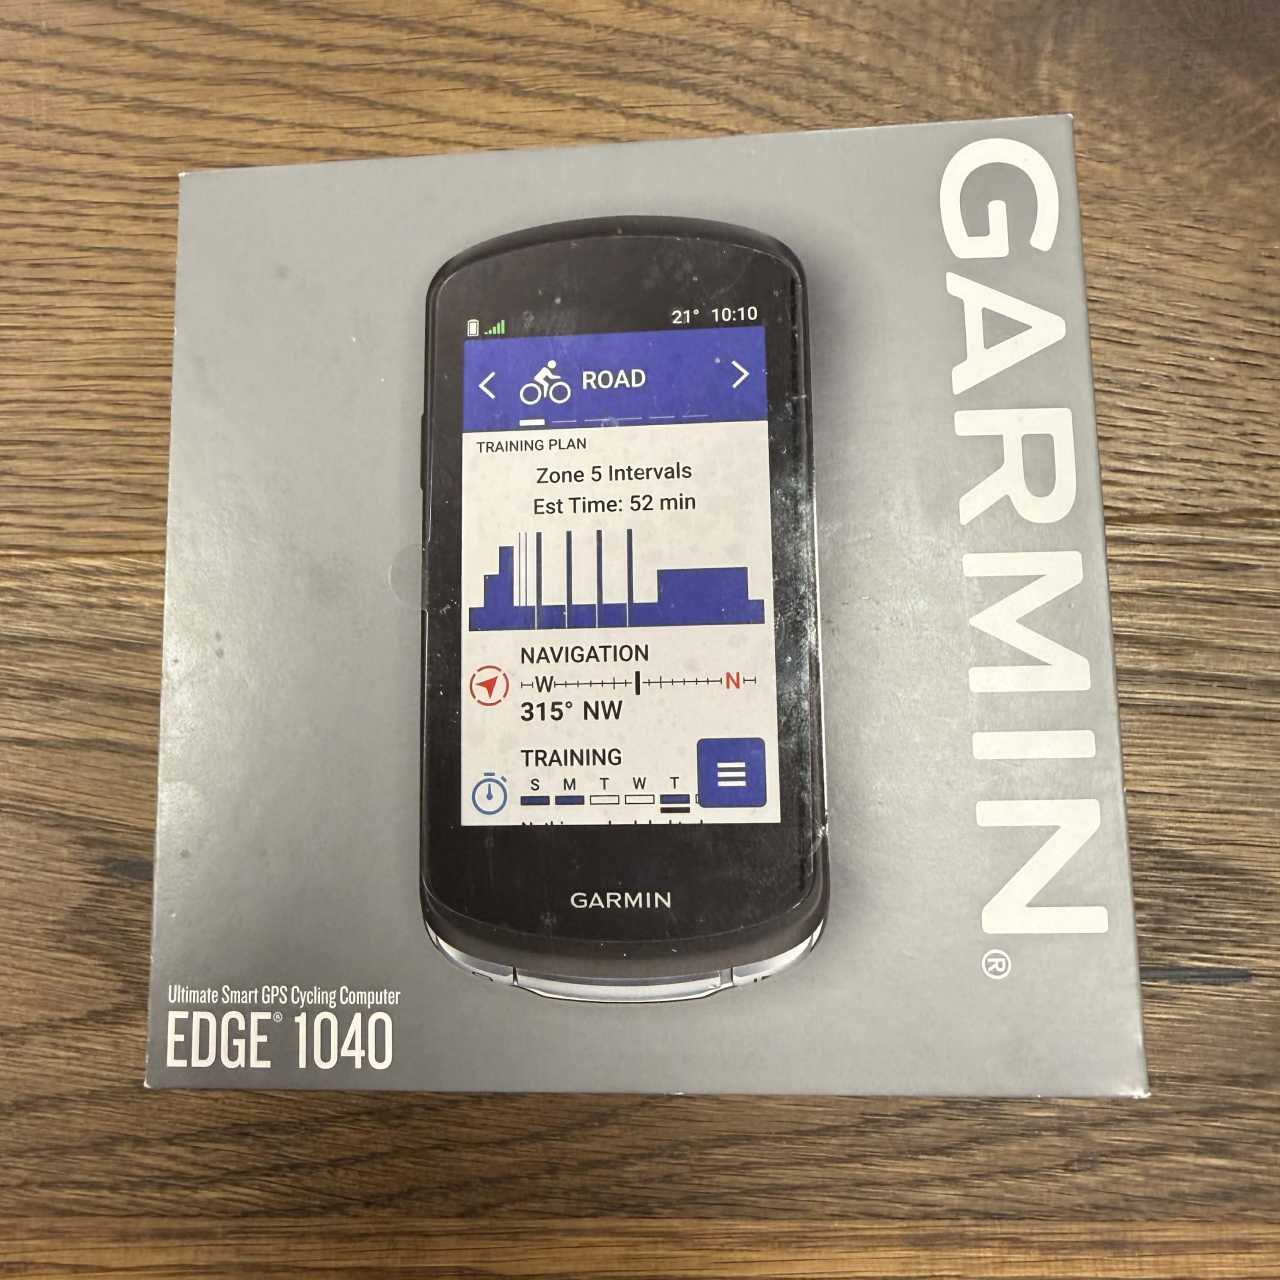 GARMIN®
21° 10:10
ROAD
TRAINING PLAN
Zone 5 Intervals
Est Time: 52 min
NAVIGATION
W N
315° NW
TRAINING
S M T W T
GARMIN
Ultimate Smart GPS Cycling Computer
EDGE® 1040